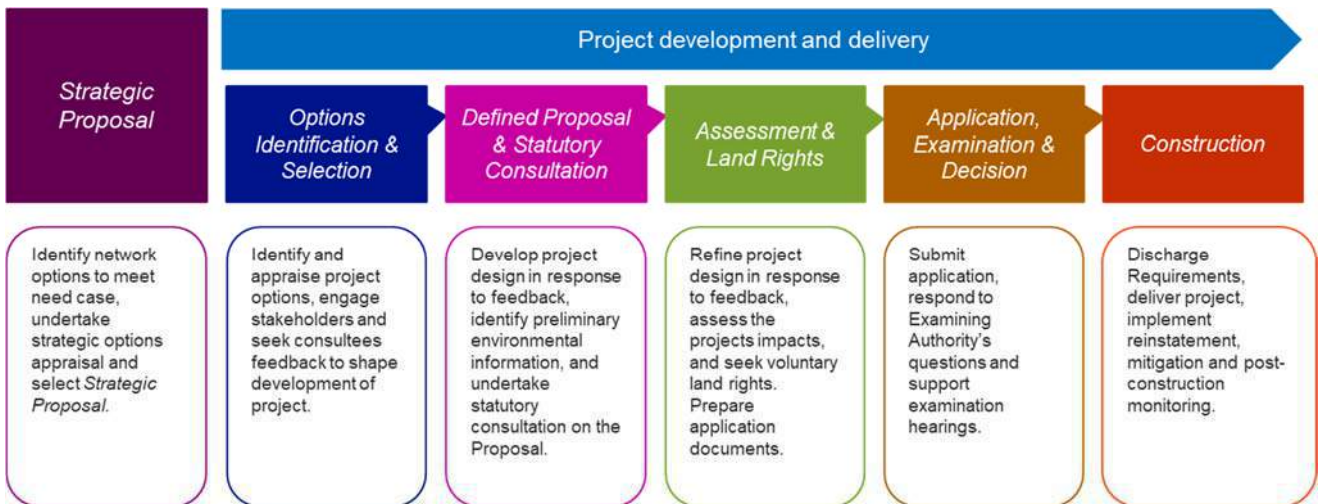 Project development and delivery
Strategic
Proposal
Options
Identification &
Selection
Defined Proposal
& Statutory
Consultation
Assessment &
Land Rights
Application,
Examination &
Decision
Construction
Identify network
options to meet
need case,
undertake
strategic options
appraisal and
select Strategic
Proposal.
Identify and
appraise project
options, engage
stakeholders and
seek consultees
feedback to shape
development of
project.
Develop project
design in response
to feedback,
identify preliminary
environmental
information, and
undertake
statutory
consultation on the
Proposal.
Refine project
design in response
to feedback,
assess the
projects impacts,
and seek voluntary
land rights.
Prepare
application
documents.
Submit
application,
respond to
Examining
Authority's
questions and
support
examination
hearings.
Discharge
Requirements,
deliver project,
implement
reinstatement,
mitigation and post-
construction
monitoring.